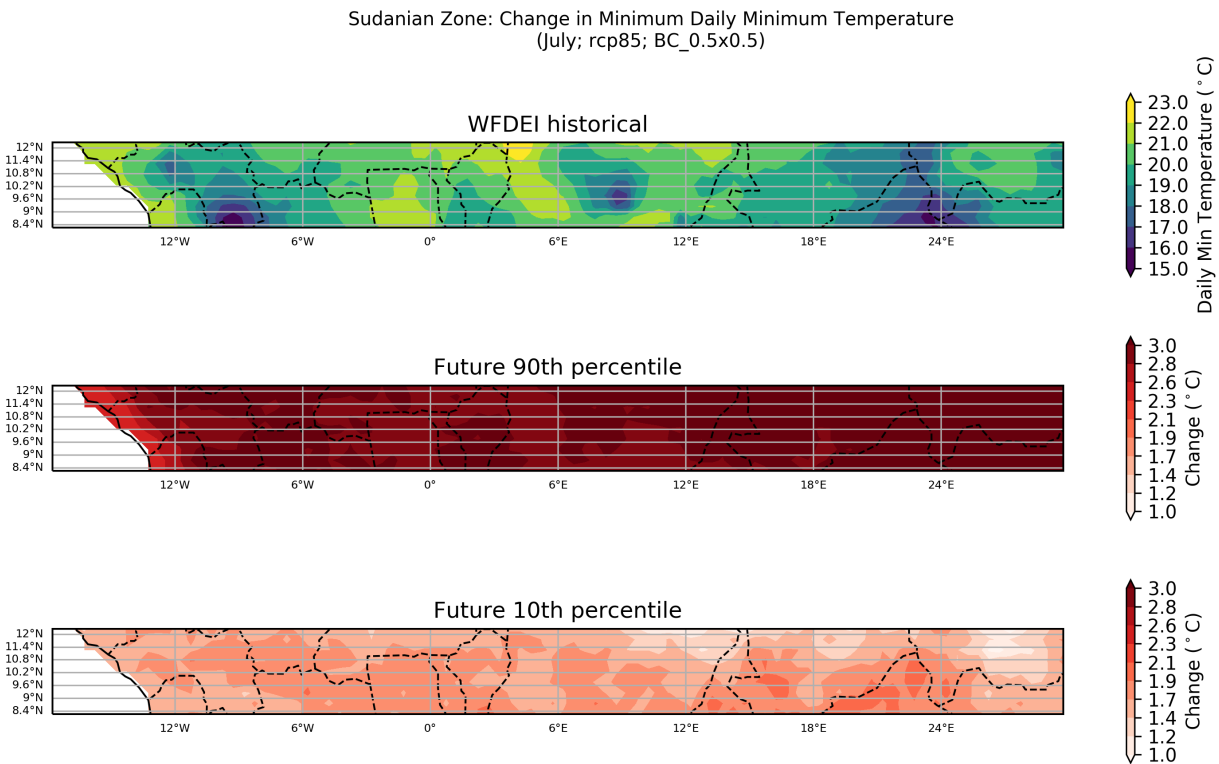 Sudanian Zone: Change in Minimum Daily Minimum Temperature
(July; rcp85; BC_0.5x0.5)
WFDEI historical
12°N
11.4°N
10.8°N
10.2°N
9.6°N
9°N
8.4°N
12°W 6°W 0° 6°E 12°E 18°E 24°E
23.0
22.0
21.0
20.0
19.0
18.0
17.0
16.0
15.0
Daily Min Temperature (°C)
Future 90th percentile
12°N
11.4°N
10.8°N
10.2°N
9.6°N
9°N
8.4°N
12°W 6°W 0° 6°E 12°E 18°E 24°E
3.0
2.8
2.6
2.3
2.1
1.9
1.7
1.4
1.2
1.0
Change (°C)
Future 10th percentile
12°N
11.4°N
10.8°N
10.2°N
9.6°N
9°N
8.4°N
12°W 6°W 0° 6°E 12°E 18°E 24°E
3.0
2.8
2.6
2.3
2.1
1.9
1.7
1.4
1.2
1.0
Change (°C)